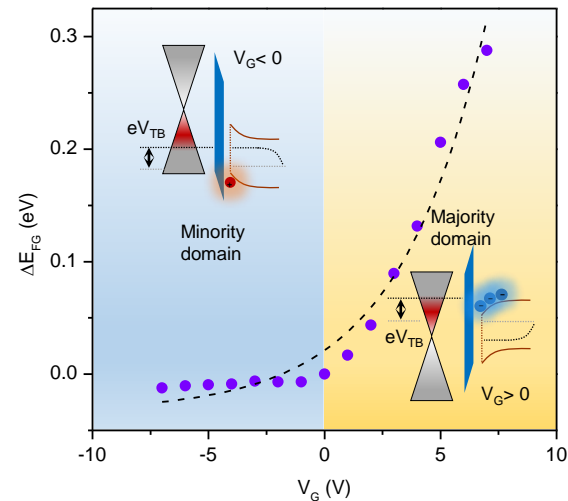 0.3
0.2
0.1
0.0
ΔE_FG (eV)
V_G< 0
eV_TB
Minority
domain
Majority
domain
eV_TB
V_G> 0
-10
-5
0
5
10
V_G (V)